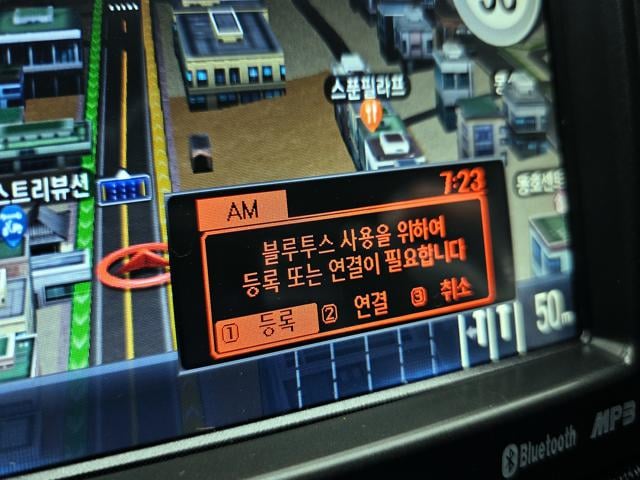 스푼필라프
스트리뷰선
7:23
AM
블루투스 사용을 위하여
등록 또는 연결이 필요합니다
1 등록 2 연결 3 취소
50m
Bluetooth MP3